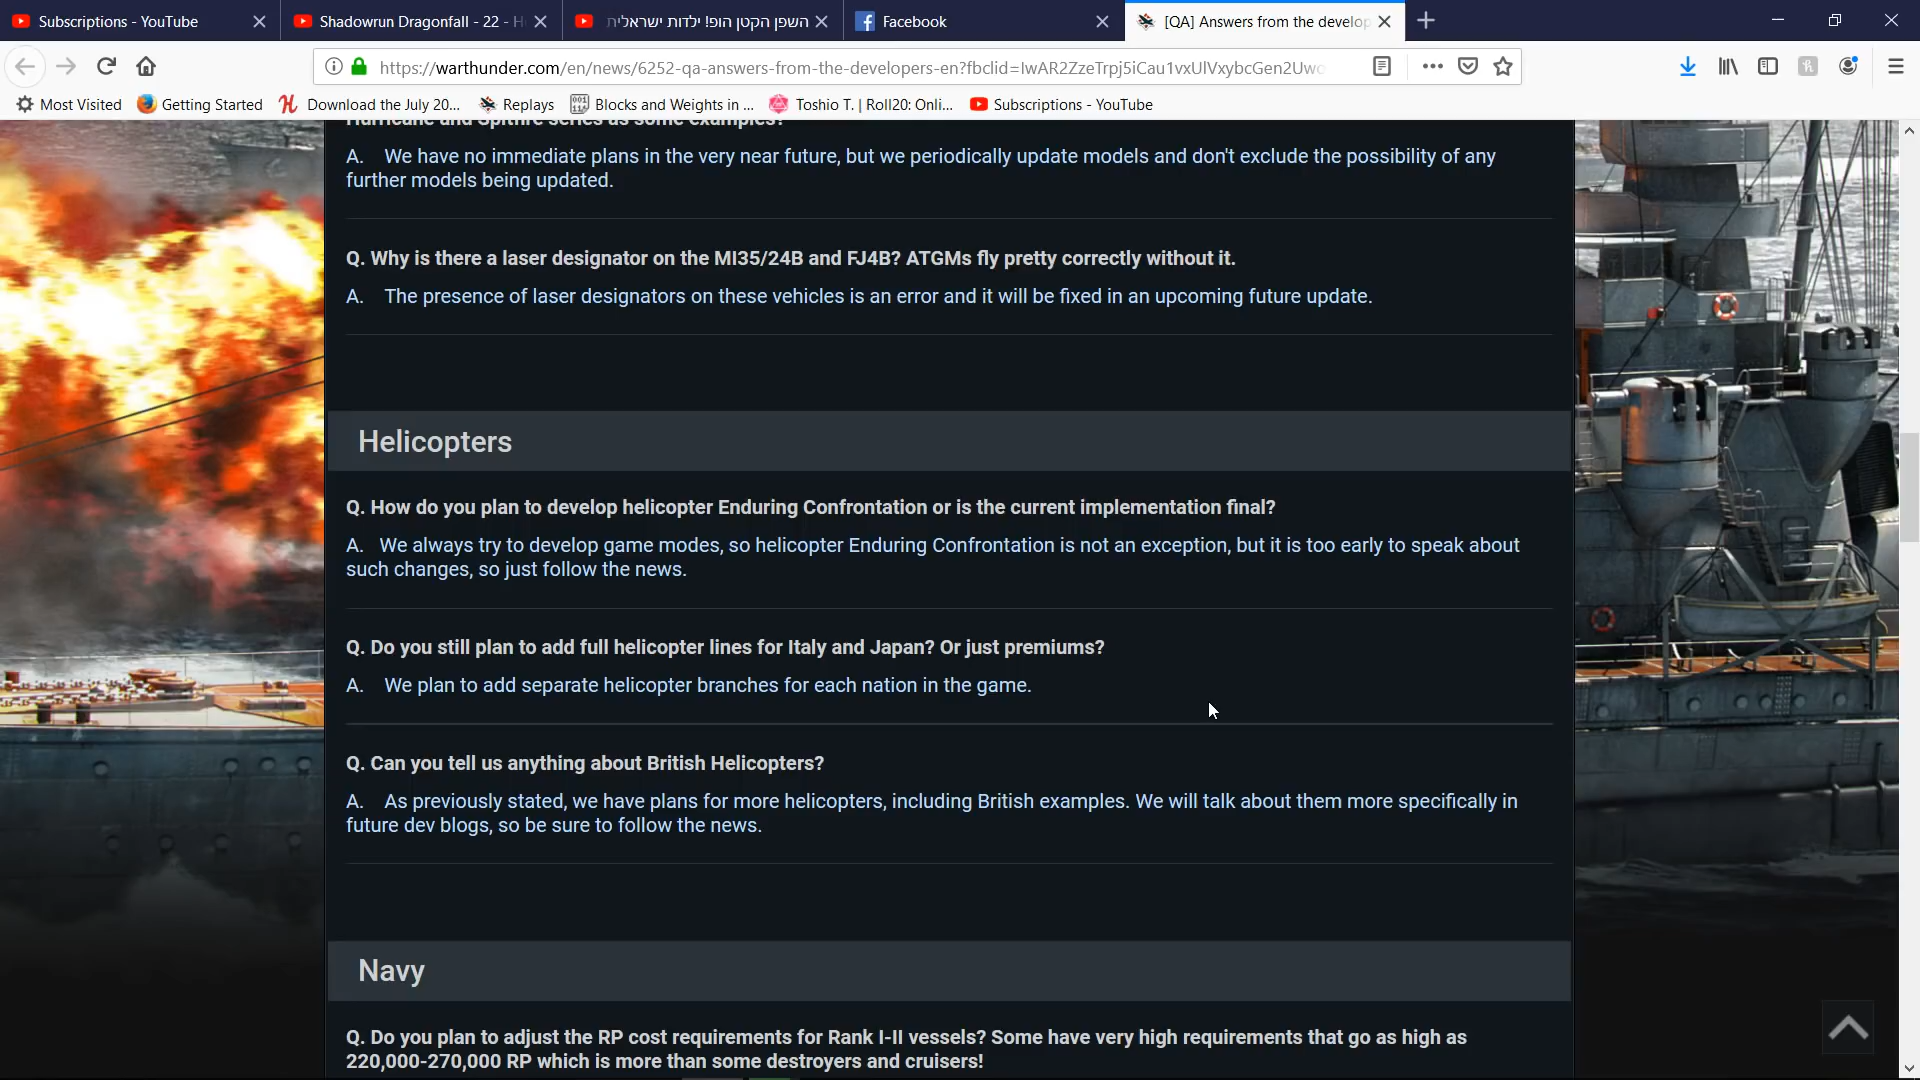 Subscriptions - YouTube
Shadowrun Dragonfall - 22 - H
השפן הקטן הופ! ילדות ישראלית
Facebook
[QA] Answers from the develop
https://warthunder.com/en/news/6252-qa-answers-from-the-developers-en?fbclid=IwAR2ZzeTrpj5iCau1vxUlVxybcGen2Uwo
Most Visited
Getting Started
Download the July 20...
Replays
Blocks and Weights in ...
Toshio T. | Roll20: Onli...
Subscriptions - YouTube
Hurricane and Spitfire series as some examples?
A. We have no immediate plans in the very near future, but we periodically update models and don't exclude the possibility of any
further models being updated.
Q. Why is there a laser designator on the MI35/24B and FJ4B? ATGMs fly pretty correctly without it.
A. The presence of laser designators on these vehicles is an error and it will be fixed in an upcoming future update.
Helicopters
Q. How do you plan to develop helicopter Enduring Confrontation or is the current implementation final?
A. We always try to develop game modes, so helicopter Enduring Confrontation is not an exception, but it is too early to speak about
such changes, so just follow the news.
Q. Do you still plan to add full helicopter lines for Italy and Japan? Or just premiums?
A. We plan to add separate helicopter branches for each nation in the game.
Q. Can you tell us anything about British Helicopters?
A. As previously stated, we have plans for more helicopters, including British examples. We will talk about them more specifically in
future dev blogs, so be sure to follow the news.
Navy
Q. Do you plan to adjust the RP cost requirements for Rank I-II vessels? Some have very high requirements that go as high as
220,000-270,000 RP which is more than some destroyers and cruisers!